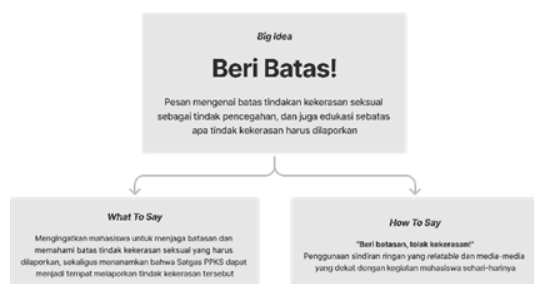 Big Idea
Beri Batas!
Pesan mengenai batas tindakan kekerasan seksual
sebagai tindak pencegahan, dan juga edukasi sebatas
apa tindak kekerasan harus dilaporkan
What To Say
Mengingatkan mahasiswa untuk menjaga batasan dan
memahami batas tindak kekerasan seksual yang harus
dilaporkan, sekaligus menanamkan bahwa Satgas PPKS dapat
menjadi tempat melaporkan tindak kekerasan tersebut
How To Say
"Beri batasan, tolak kekerasan!"
Penggunaan sindiran ringan yang relatable dan media-media
yang dekat dengan kegiatan mahasiswa sehari-harinya